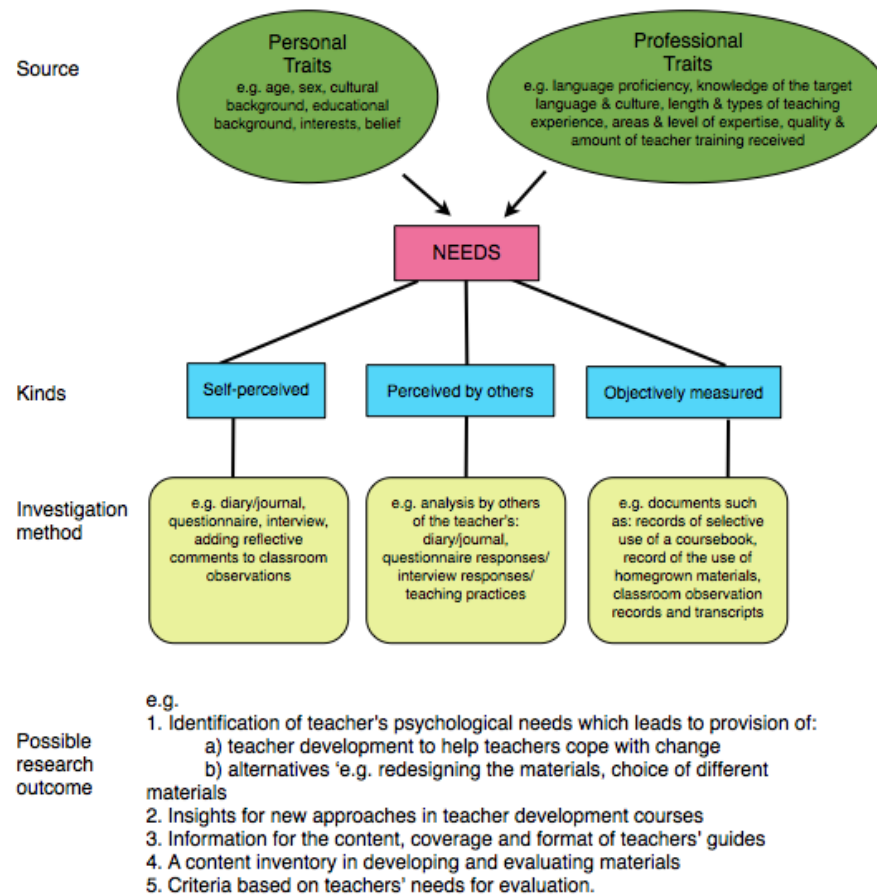 Source
Personal
Traits
e.g. age, sex, cultural
background, educational
background, interests, belief
Professional
Traits
e.g. language proficiency, knowledge of the target
language & culture, length & types of teaching
experience, areas & level of expertise, quality &
amount of teacher training received
NEEDS
Kinds
Self-perceived
Perceived by others
Objectively measured
Investigation
method
e.g. diary/journal,
questionnaire, interview,
adding reflective
comments to classroom
observations
e.g. analysis by others
of the teacher's:
diary/journal,
questionnaire responses/
interview responses/
teaching practices
e.g. documents such
as: records of selective
use of a coursebook,
record of the use of
homegrown materials,
classroom observation
records and transcripts
Possible
research
outcome
e.g.
1. Identification of teacher's psychological needs which leads to provision of:
a) teacher development to help teachers cope with change
b) alternatives 'e.g. redesigning the materials, choice of different
materials
2. Insights for new approaches in teacher development courses
3. Information for the content, coverage and format of teachers' guides
4. A content inventory in developing and evaluating materials
5. Criteria based on teachers' needs for evaluation.